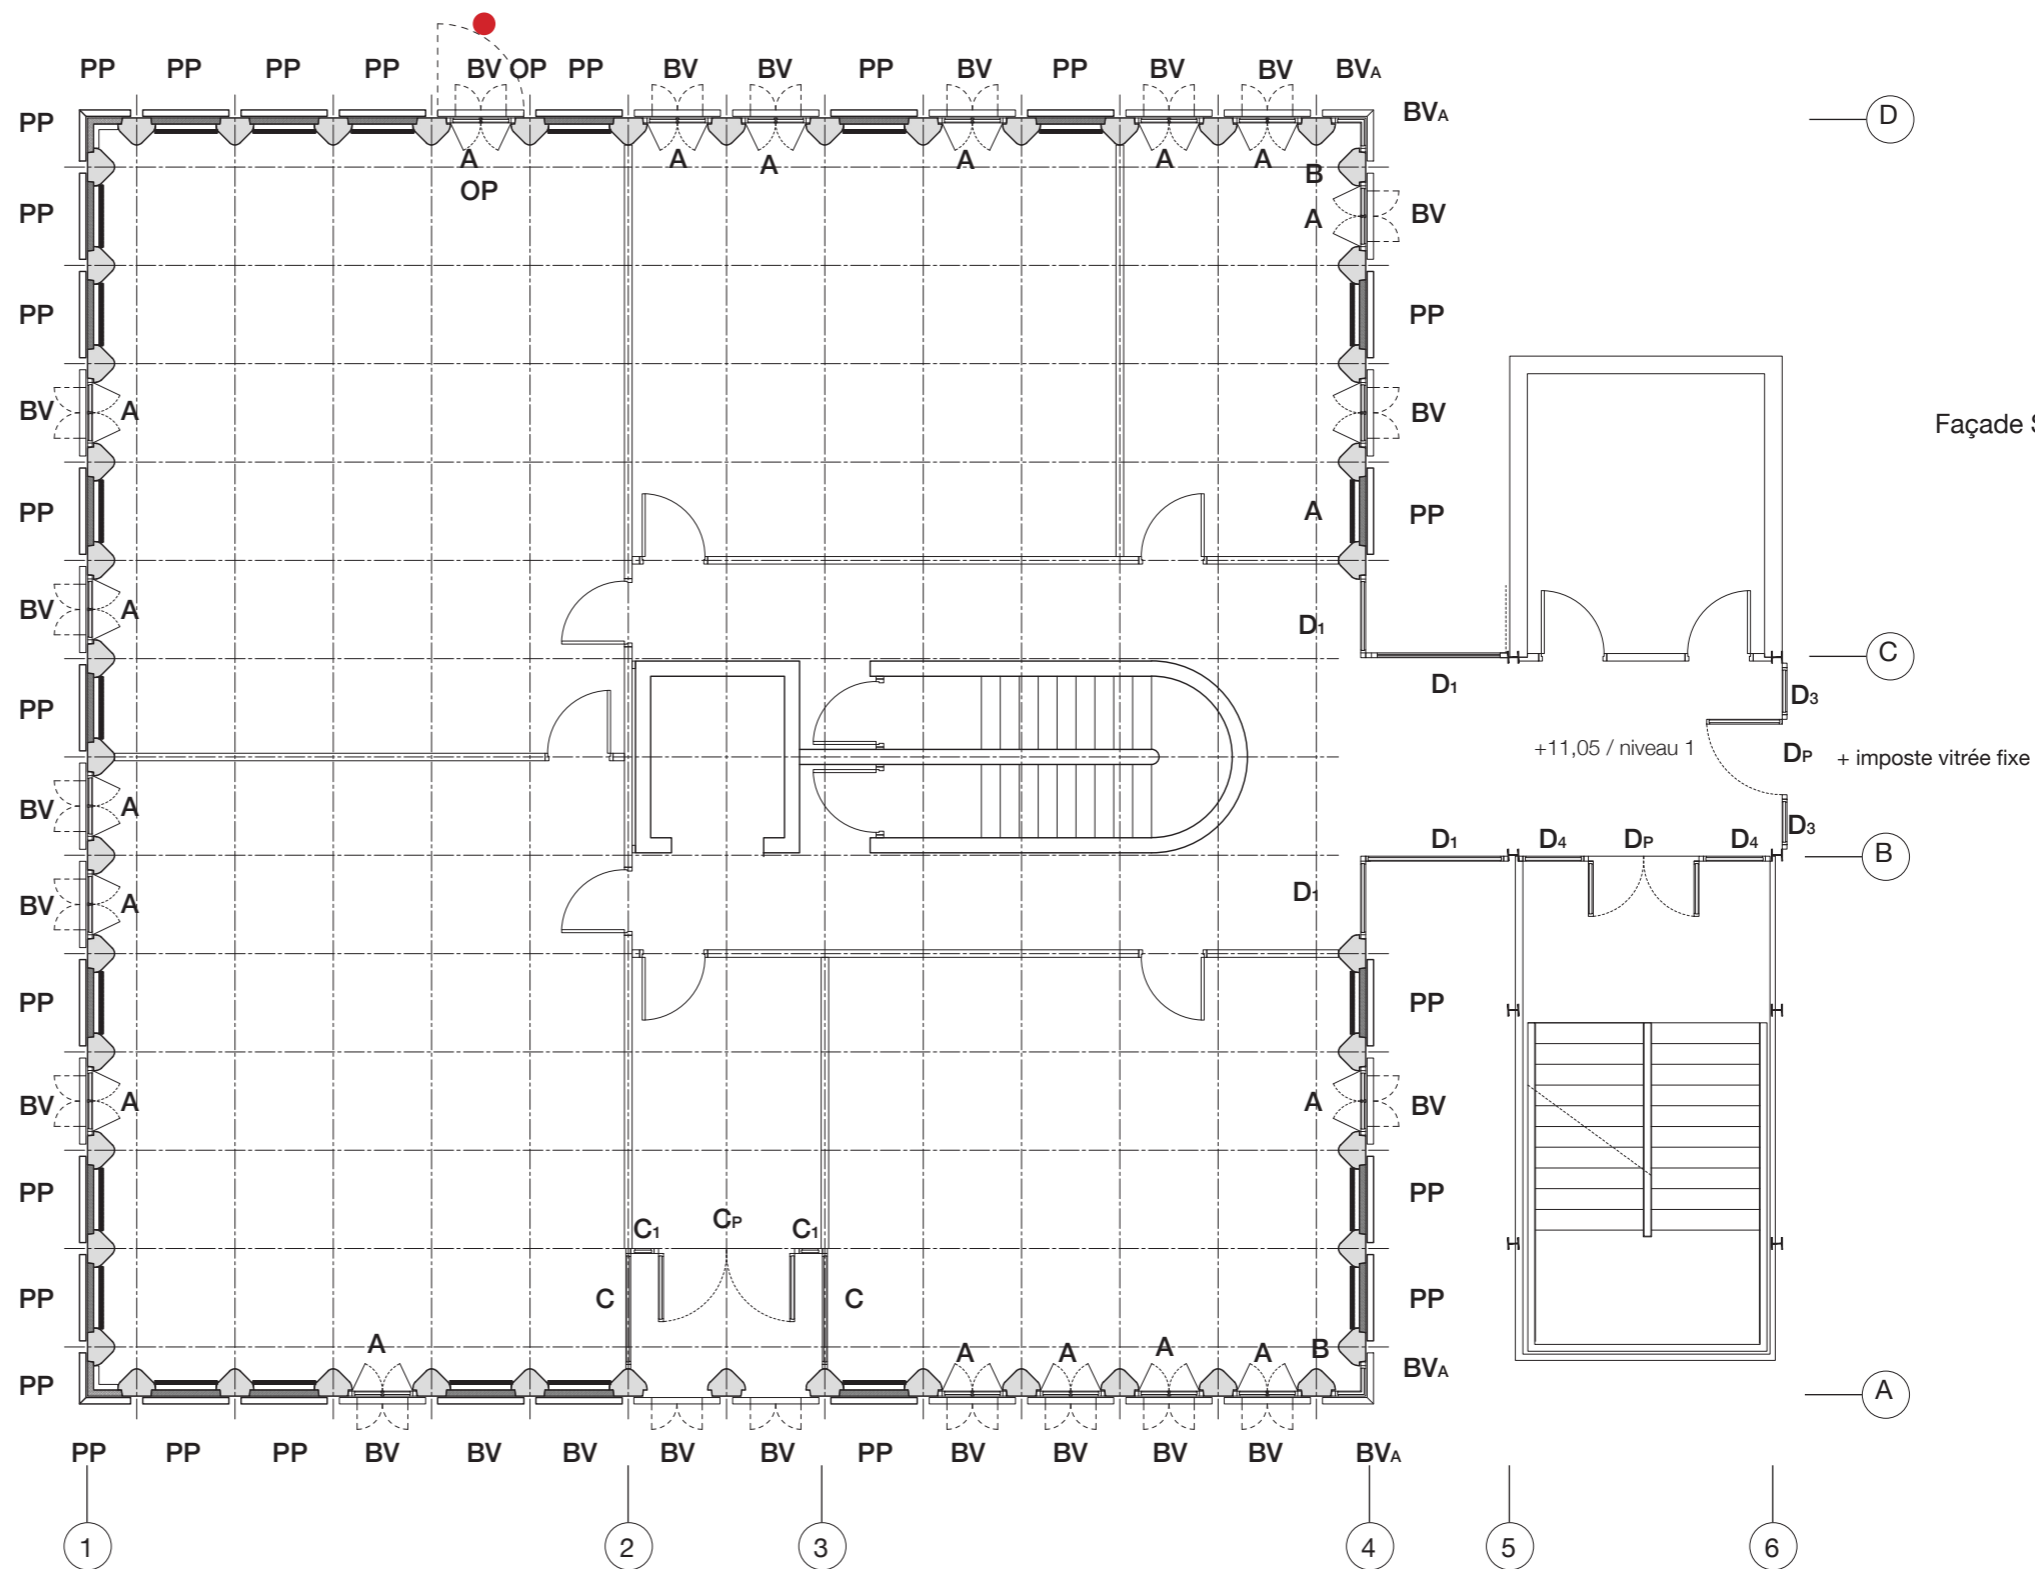 PP PP PP PP BV OP PP BV BV PP BV PP BV BV BVA
PP BVA D
A A A A A A
OP B
PP A BV
PP PP
BV A BV
Façade S
PP A PP
BV A D1
C
D1 D3
PP
+11,05 / niveau 1 DP + imposte vitrée fixe
BV A D3
D1 D4 DP D4
B
BV A D1
PP PP
BV A A BV
PP PP
C1 CP C1
PP C C PP
A A A A A B
PP BVA
A
PP PP PP BV BV BV BV BV PP BV BV BV BV BVA
1 2 3 4 5 6